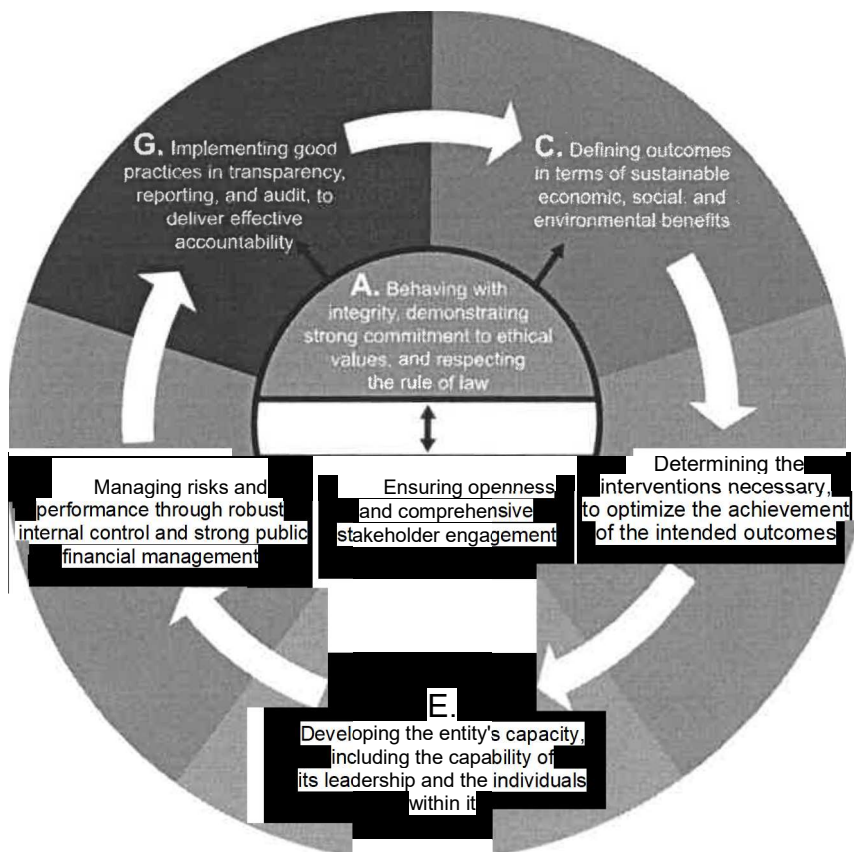 G. Implementing good
practices in transparency,
reporting, and audit, to
deliver effective
accountability
C. Defining outcomes
in terms of sustainable
economic, social, and
environmental benefits
A. Behaving with
integrity, demonstrating
strong commitment to ethical
values, and respecting
the rule of law
Managing risks and
performance through robust
internal control and strong public
financial management
Ensuring openness
and comprehensive
stakeholder engagement
Determining the
interventions necessary,
to optimize the achievement
of the intended outcomes
E.
Developing the entity's capacity,
including the capability of
its leadership and the individuals
within it